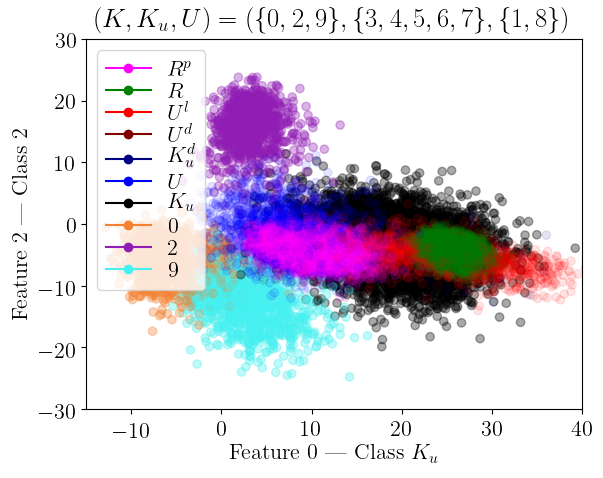 (K, K_u, U) = ({0, 2, 9}, {3, 4, 5, 6, 7}, {1, 8})
R^p
R
U^l
U^d
K_u^d
U
K_u
0
2
9
Feature 2 — Class 2
30
20
10
0
−10
−20
−30
−10 0 10 20 30 40
Feature 0 — Class K_u